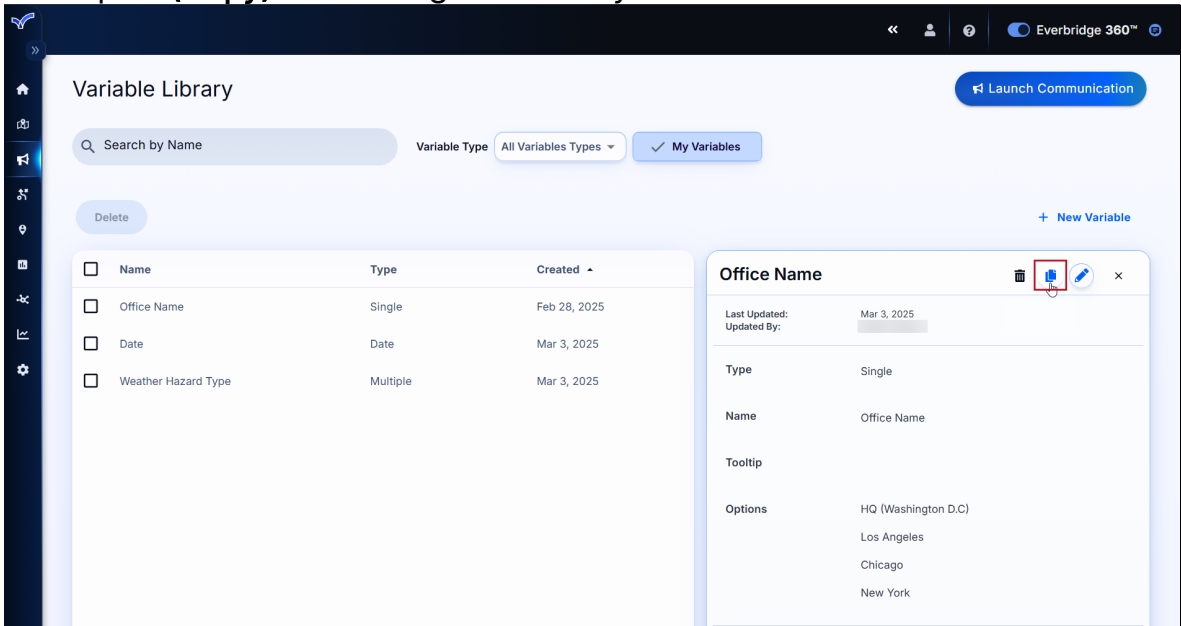 Everbridge 360™
Variable Library
Launch Communication
Search by Name
Variable Type All Variables Types My Variables
Delete
+ New Variable
Name Type Created
Office Name Single Feb 28, 2025
Date Date Mar 3, 2025
Weather Hazard Type Multiple Mar 3, 2025
Office Name
Last Updated: Mar 3, 2025
Updated By:
Type Single
Name Office Name
Tooltip
Options HQ (Washington D.C)
Los Angeles
Chicago
New York